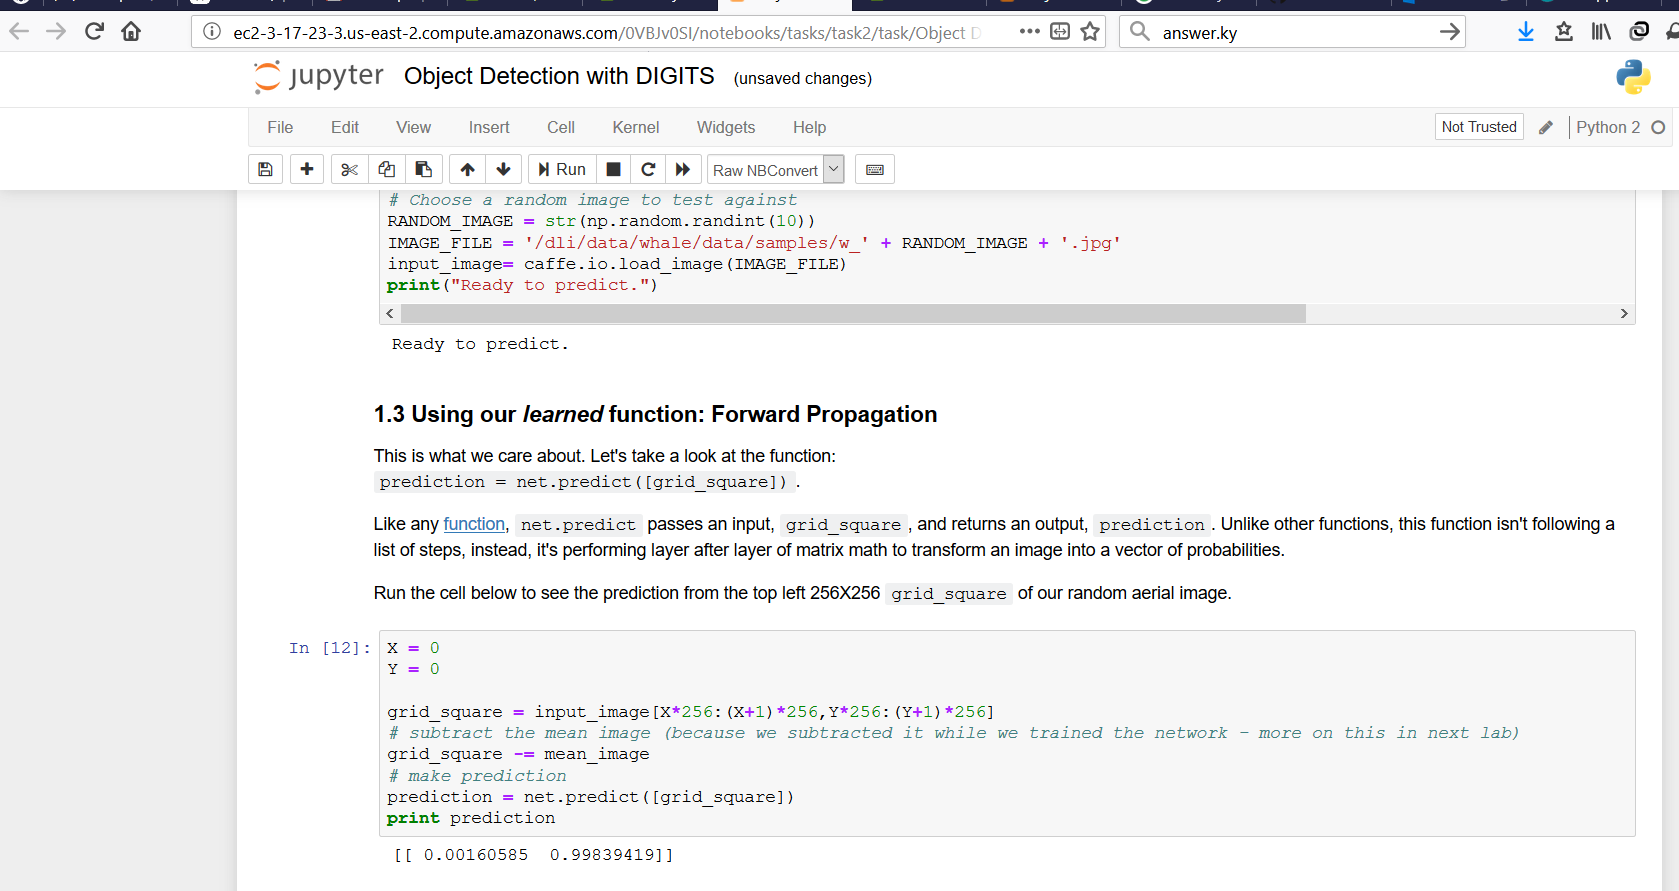 ec2-3-17-23-3.us-east-2.compute.amazonaws.com/0VBJv0SI/notebooks/tasks/task2/task/Object D
answer.ky
jupyter Object Detection with DIGITS (unsaved changes)
File Edit View Insert Cell Kernel Widgets Help Not Trusted Python 2
Run Raw NBConvert
# Choose a random image to test against
RANDOM_IMAGE = str(np.random.randint(10))
IMAGE_FILE = '/dli/data/whale/data/samples/w_' + RANDOM_IMAGE + '.jpg'
input_image= caffe.io.load_image(IMAGE_FILE)
print("Ready to predict.")
Ready to predict.
1.3 Using our learned function: Forward Propagation
This is what we care about. Let's take a look at the function:
prediction = net.predict([grid_square]) .
Like any function, net.predict passes an input, grid_square , and returns an output, prediction . Unlike other functions, this function isn't following a
list of steps, instead, it's performing layer after layer of matrix math to transform an image into a vector of probabilities.
Run the cell below to see the prediction from the top left 256X256 grid_square of our random aerial image.
In [12]: X = 0
Y = 0
grid_square = input_image[X*256:(X+1)*256,Y*256:(Y+1)*256]
# subtract the mean image (because we subtracted it while we trained the network - more on this in next lab)
grid_square -= mean_image
# make prediction
prediction = net.predict([grid_square])
print prediction
[[ 0.00160585 0.99839419]]